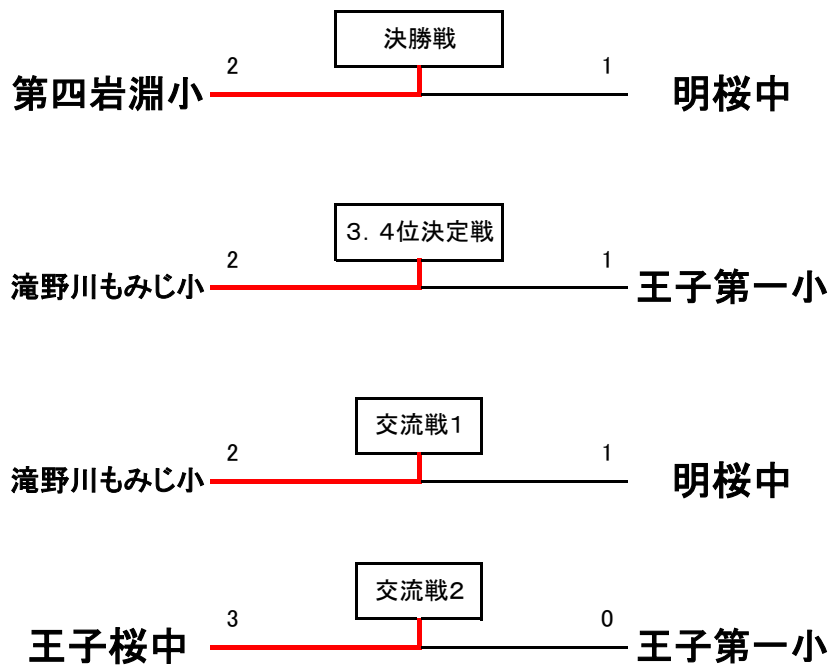 決勝戦
2 1
第四岩淵小 明桜中
３．４位決定戦
2 1
滝野川もみじ小 王子第一小
交流戦１
2 1
滝野川もみじ小 明桜中
交流戦２
3 0
王子桜中 王子第一小